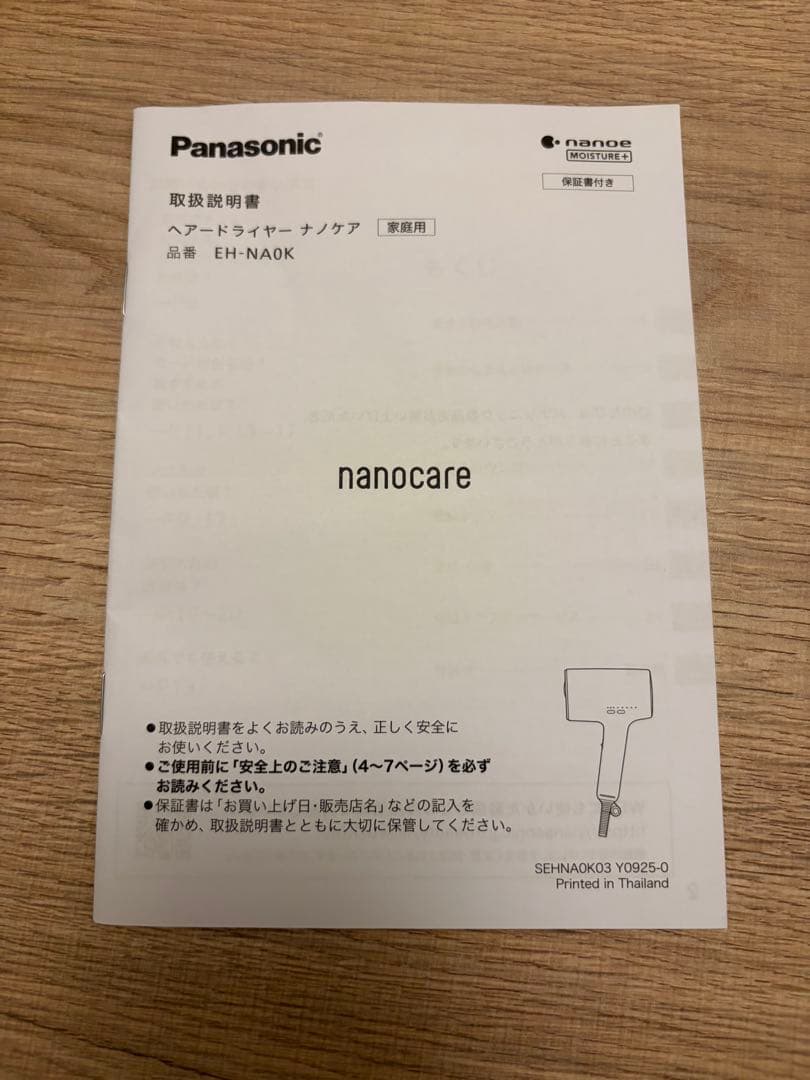 Panasonic®
nanoe
MOISTURE+
保証書付き
取扱説明書
ヘアードライヤー ナノケア 家庭用
品番 EH-NA0K
nanocare
●取扱説明書をよくお読みのうえ、正しく安全に
お使いください。
●ご使用前に「安全上のご注意」(4〜7ページ)を必ず
お読みください。
●保証書は「お買い上げ日・販売店名」などの記入を
確かめ、取扱説明書とともに大切に保管してください。
SEHNA0K03 Y0925-0
Printed in Thailand